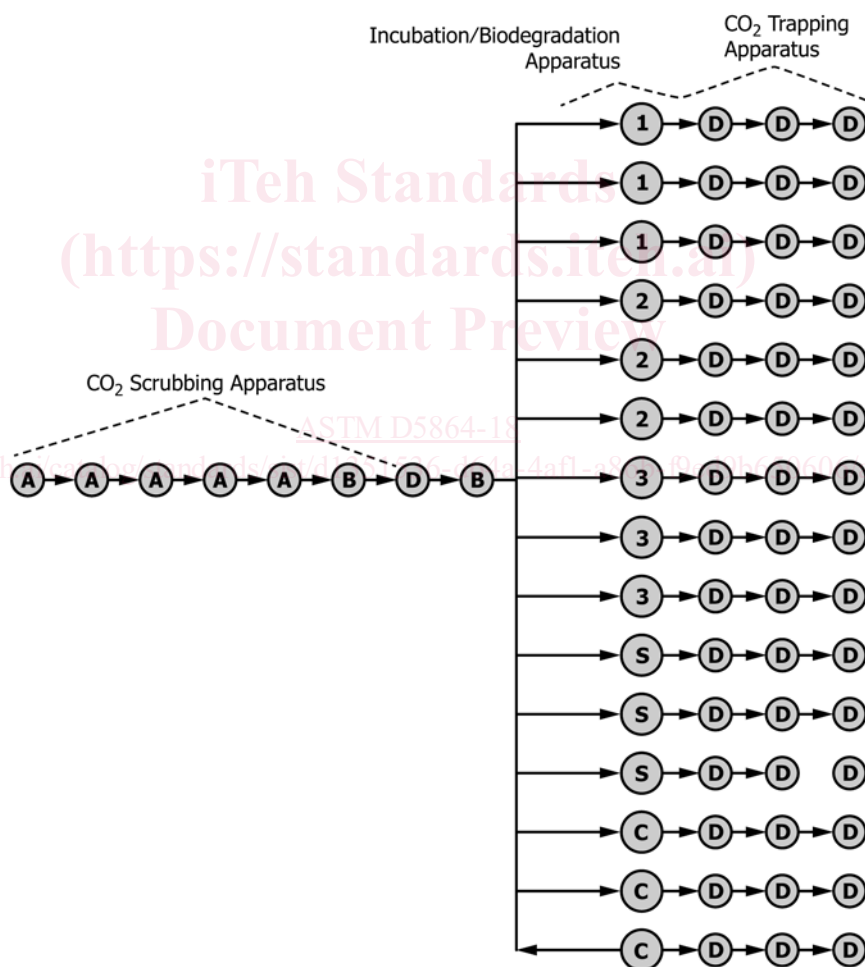 Incubation/Biodegradation
Apparatus
CO₂ Trapping
Apparatus
1 D D D
1 D D D
iTeh Standards
1 D D D
(https://standards.iteh.ai)
2 D D D
Document Preview
2 D D D
CO₂ Scrubbing Apparatus
2 D D D
ASTM D5864-18
A A A A A B D B
3 D D D
3 D D D
3 D D D
S D D D
S D D D
S D D D
C D D D
C D D D
C D D D